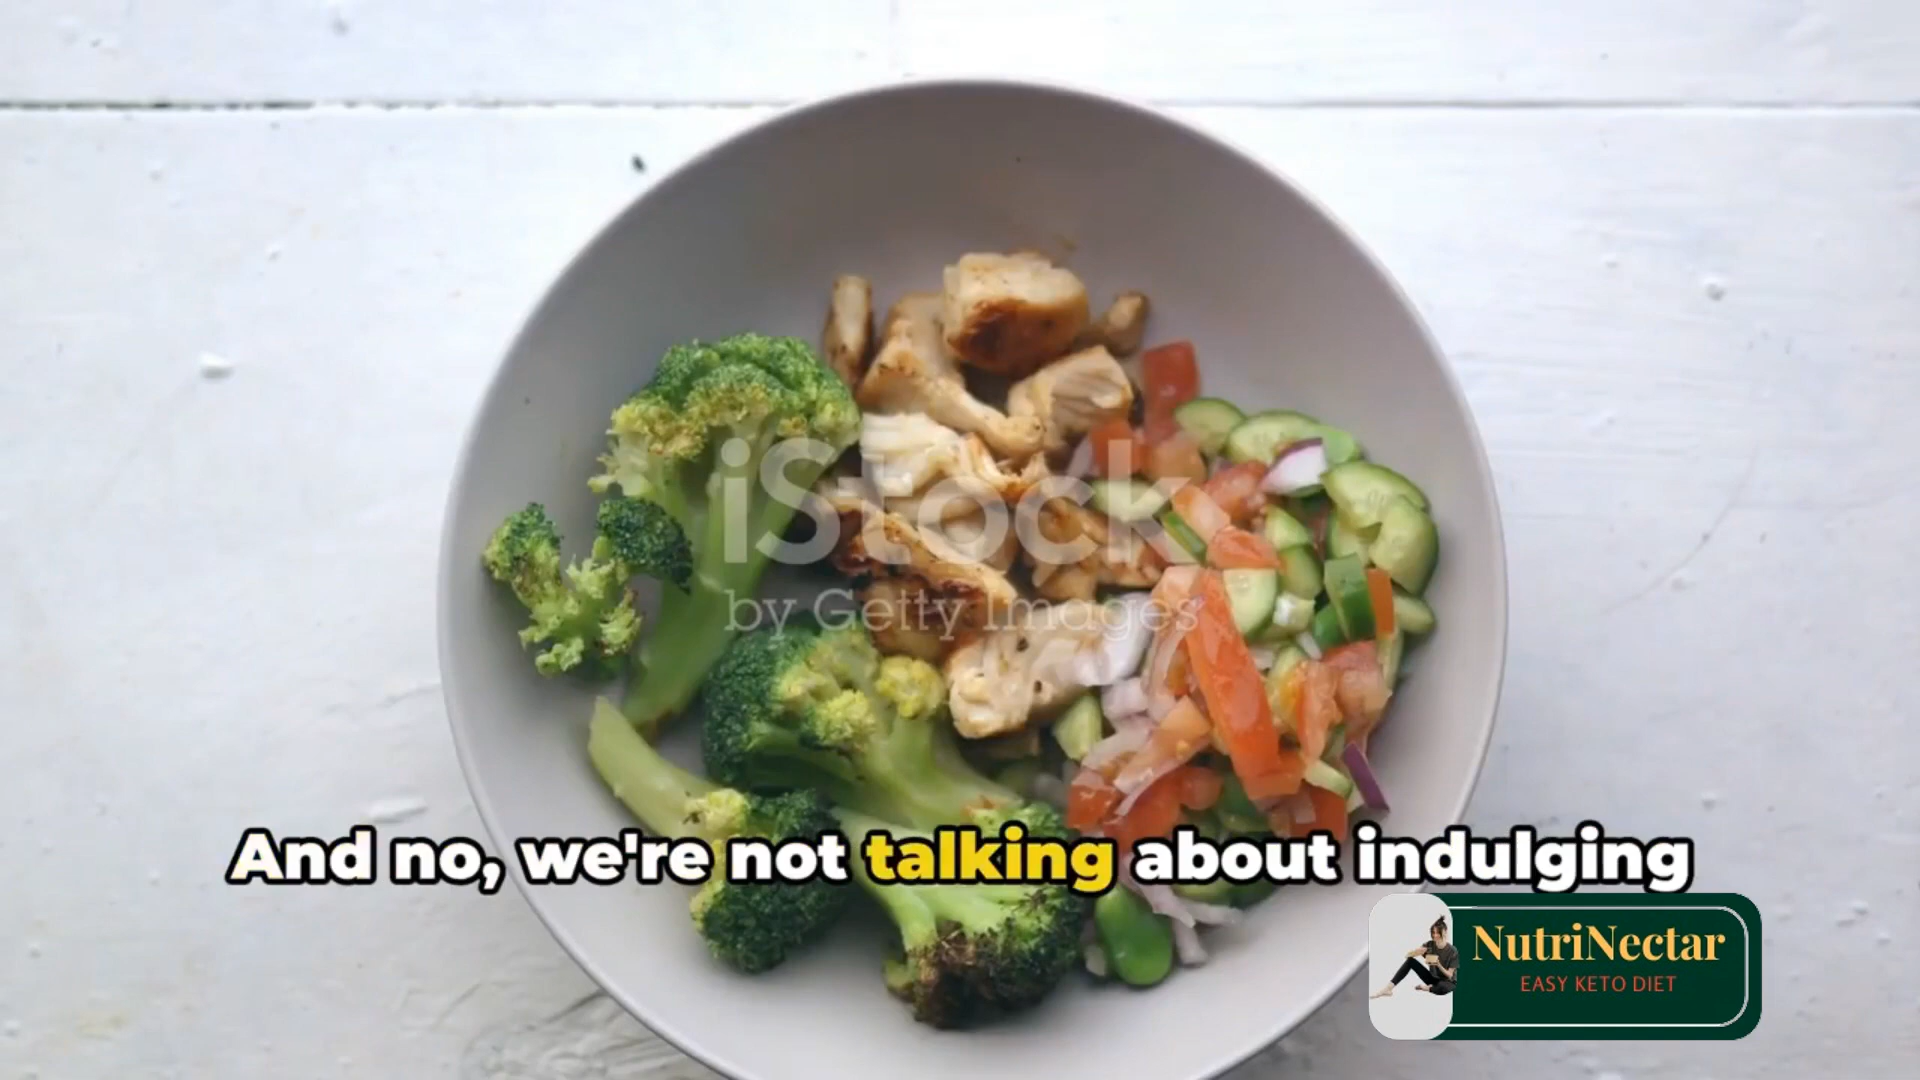 iStock
by Getty Images
And no, we're not talking about indulging
NutriNectar
EASY KETO DIET